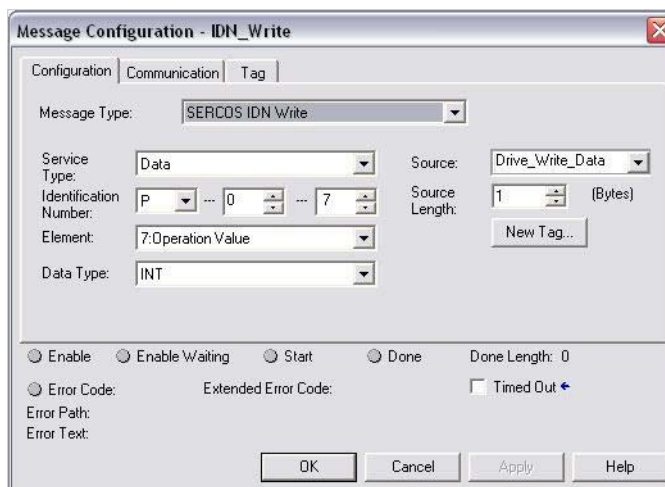 Message Configuration - IDN_Write
Configuration Communication Tag
Message Type: SERCOS IDN Write
Service Type: Data Source: Drive_Write_Data
Identification Number: P --- 0 --- 7 Source Length: 1 (Bytes)
New Tag...
Element: 7:Operation Value
Data Type: INT
Enable Enable Waiting Start Done Done Length: 0
Error Code: Extended Error Code: Timed Out ←
Error Path:
Error Text:
OK Cancel Apply Help